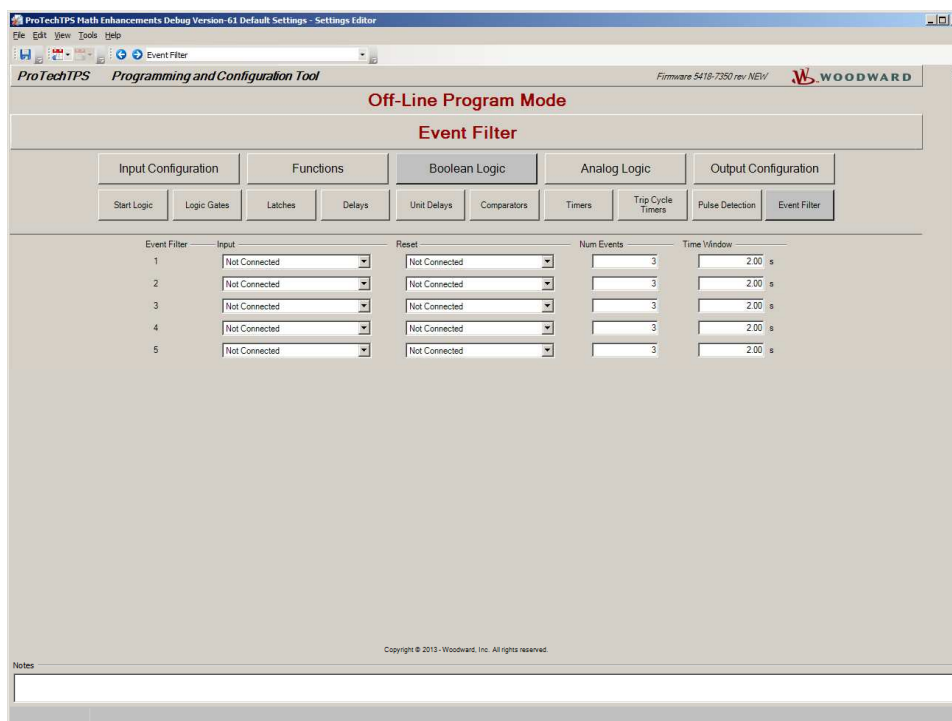 ProTechTPS Math Enhancements Debug Version-61 Default Settings - Settings Editor
File Edit View Tools Help
Event Filter
ProTechTPS Programming and Configuration Tool Firmware 5418-7350 rev NEW WOODWARD
Off-Line Program Mode
Event Filter
Input Configuration Functions Boolean Logic Analog Logic Output Configuration
Start Logic Logic Gates Latches Delays Unit Delays Comparators Timers Trip Cycle Timers Pulse Detection Event Filter
Event Filter Input Reset Num Events Time Window
1 Not Connected Not Connected 3 2.00 s
2 Not Connected Not Connected 3 2.00 s
3 Not Connected Not Connected 3 2.00 s
4 Not Connected Not Connected 3 2.00 s
5 Not Connected Not Connected 3 2.00 s
Copyright © 2013 - Woodward, Inc. All rights reserved.
Notes